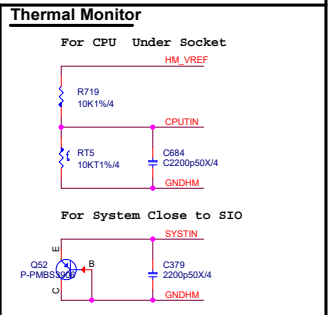 Thermal Monitor
For CPU Under Socket
HM_VREF
R719
10K1%/4
CPUTIN
RT5
10KT1%/4
C684
C2200p50X/4
GNDHM
For System Close to SIO
SYSTIN
E
B
Q52
C
C379
2200p50X/4
GNDHM